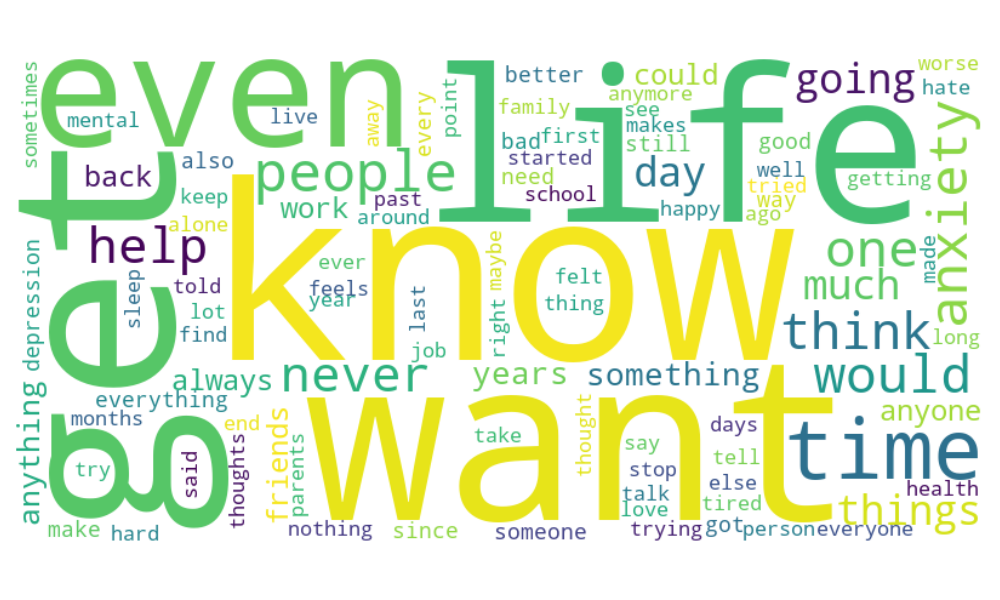 even
life
get
know
want
sometimes
mental
live
away
every
point
better
family
bad
first
started
need
school
could
anymore
see
makes
still
going
worse
hate
good
well
tried
way
ago
getting
day
happy
people
back
also
keep
alone
work
past
around
help
told
lot
find
sleep
depression
anything
ever
feels
year
last
job
right
maybe
felt
thing
one
much
made
anxiety
long
think
would
always
never
years
something
everything
months
end
friends
parents
thoughts
try
said
make
hard
nothing
since
take
someone
thought
say
stop
talk
love
trying
days
tell
else
tired
got
person
everyone
time
anyone
health
things